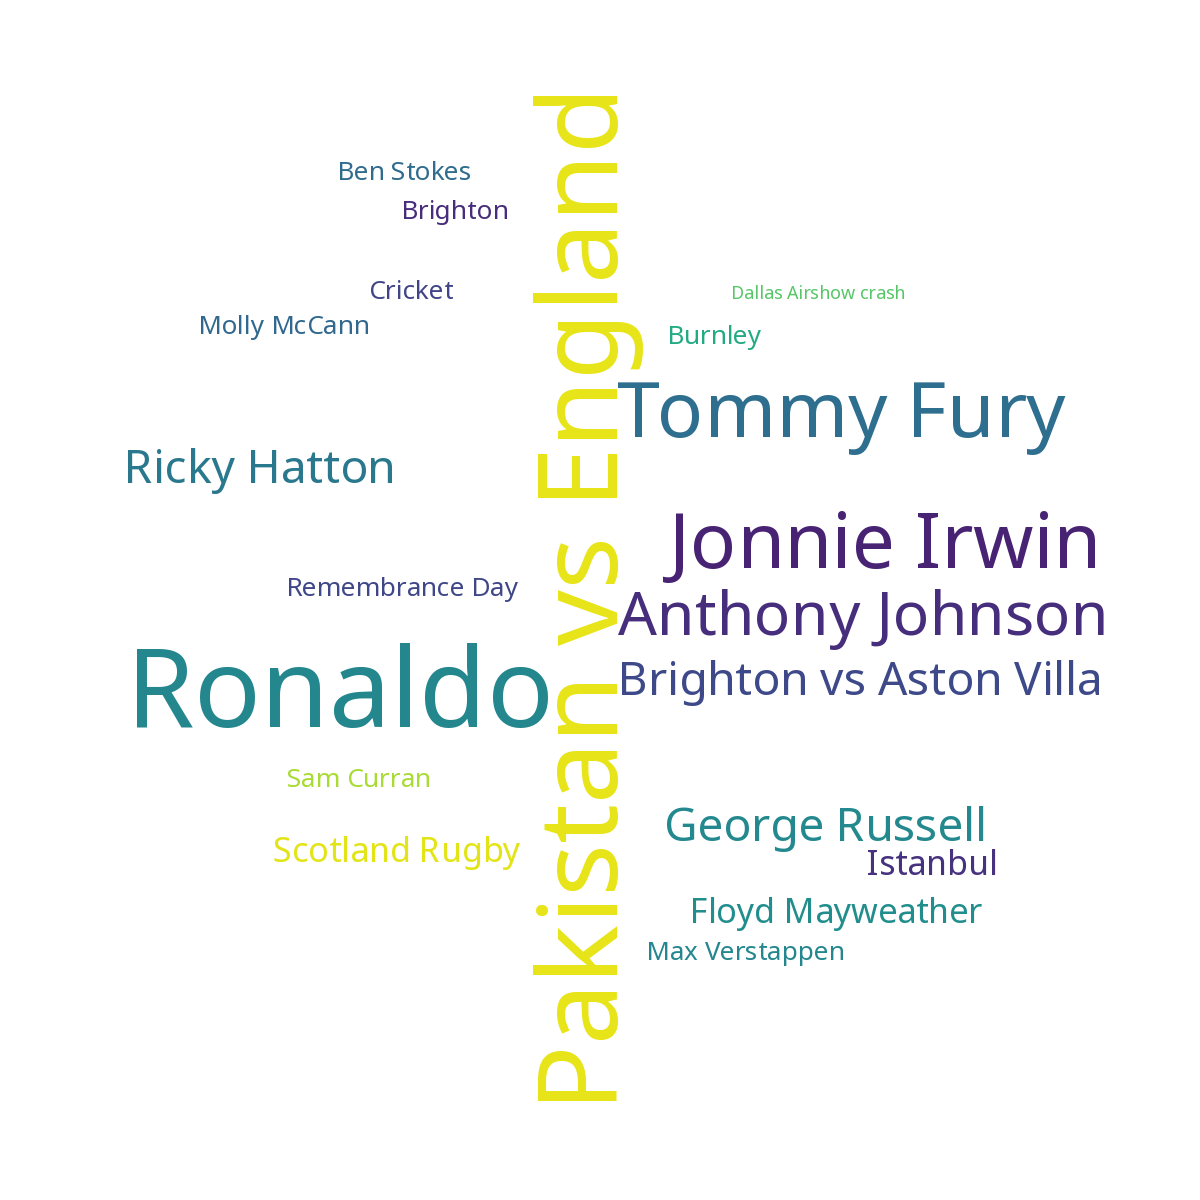 Pakistan vs England
Ben Stokes
Brighton
Cricket
Dallas Airshow crash
Molly McCann
Burnley
Tommy Fury
Ricky Hatton
Jonnie Irwin
Remembrance Day
Anthony Johnson
Ronaldo
Brighton vs Aston Villa
Sam Curran
George Russell
Scotland Rugby
Istanbul
Floyd Mayweather
Max Verstappen